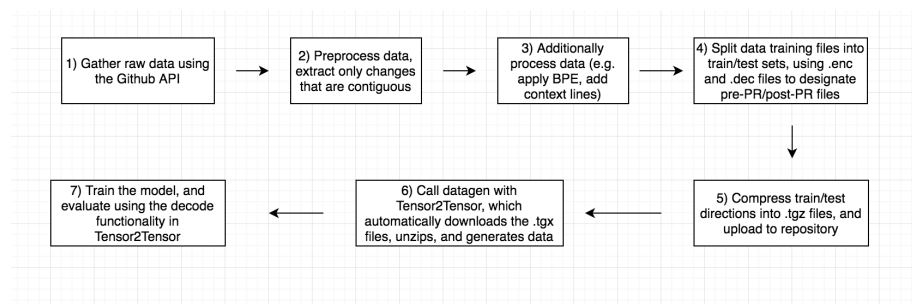 1) Gather raw data using
the Github API
2) Preprocess data,
extract only changes
that are contiguous
3) Additionally
process data (e.g.
apply BPE, add
context lines)
4) Split data training files into
train/test sets, using .enc
and .dec files to designate
pre-PR/post-PR files
5) Compress train/test
directions into .tgz files, and
upload to repository
6) Call datagen with
Tensor2Tensor, which
automatically downloads the .tgx
files, unzips, and generates data
7) Train the model, and
evaluate using the decode
functionality in
Tensor2Tensor